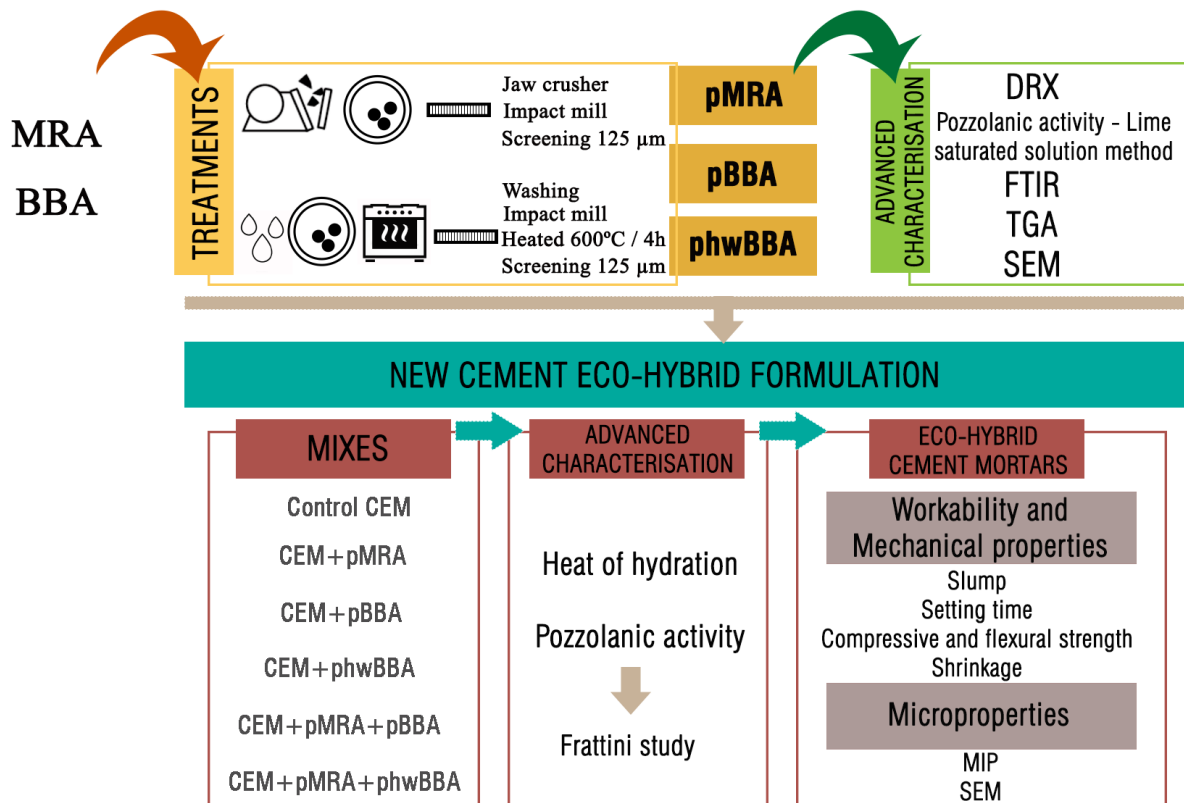 MRA
BBA
TREATMENTS
Jaw crusher
Impact mill
Screening 125 µm
Washing
Impact mill
Heated 600ºC / 4h
Screening 125 µm
pMRA
pBBA
phwBBA
ADVANCED
CHARACTERISATION
DRX
Pozzolanic activity - Lime
saturated solution method
FTIR
TGA
SEM
NEW CEMENT ECO-HYBRID FORMULATION
MIXES
Control CEM
CEM+pMRA
CEM+pBBA
CEM+phwBBA
CEM+pMRA+pBBA
CEM+pMRA+phwBBA
ADVANCED
CHARACTERISATION
Heat of hydration
Pozzolanic activity
Frattini study
ECO-HYBRID
CEMENT MORTARS
Workability and
Mechanical properties
Slump
Setting time
Compressive and flexural strength
Shrinkage
Microproperties
MIP
SEM